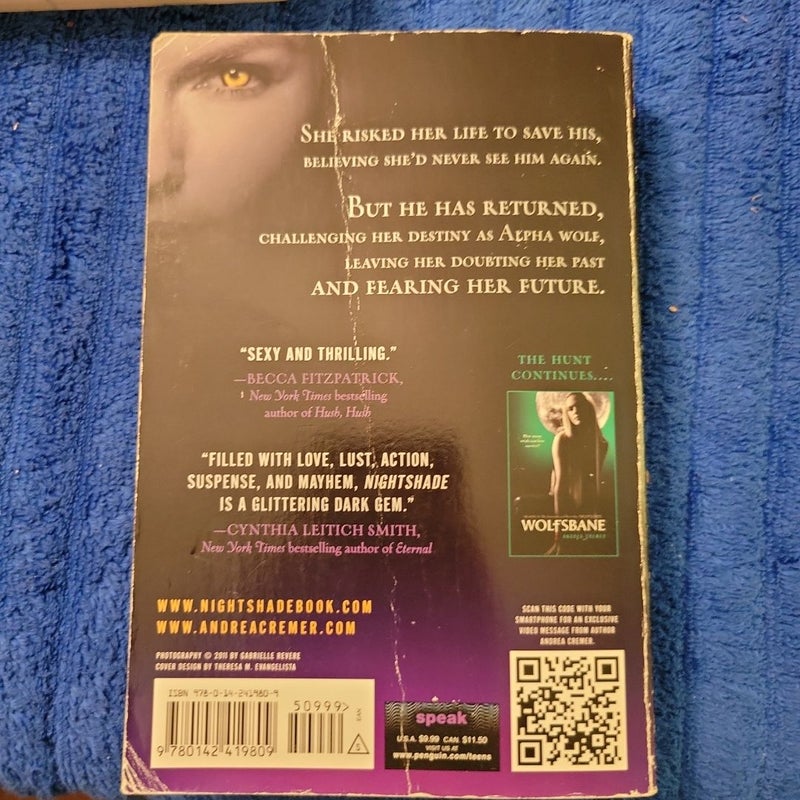 SHE RISKED HER LIFE TO SAVE HIS,
BELIEVING SHE'D NEVER SEE HIM AGAIN.
BUT HE HAS RETURNED,
CHALLENGING HER DESTINY AS ALPHA WOLF,
LEAVING HER DOUBTING HER PAST
AND FEARING HER FUTURE.
"SEXY AND THRILLING."
—BECCA FITZPATRICK,
New York Times bestselling
author of Hush, Hush
"FILLED WITH LOVE, LUST, ACTION,
SUSPENSE, AND MAYHEM, NIGHTSHADE
IS A GLITTERING DARK GEM."
—CYNTHIA LEITICH SMITH,
New York Times bestselling author of Eternal
THE HUNT
CONTINUES....
WOLFSBANE
ANDREA CREMER
WWW.NIGHTSHADEBOOK.COM
WWW.ANDREACREMER.COM
PHOTOGRAPHY © 2011 BY GABRIELLE REVERE
COVER DESIGN BY THERESA M. EVANGELISTA
SCAN THIS CODE WITH YOUR
SMARTPHONE FOR AN EXCLUSIVE
VIDEO MESSAGE FROM AUTHOR
ANDREA CREMER.
ISBN 978-0-14-241980-9
50999>
EAN
9 780142 419809
S
speak
U.S.A. $9.99 CAN. $11.50
VISIT US AT
www.penguin.com/teens